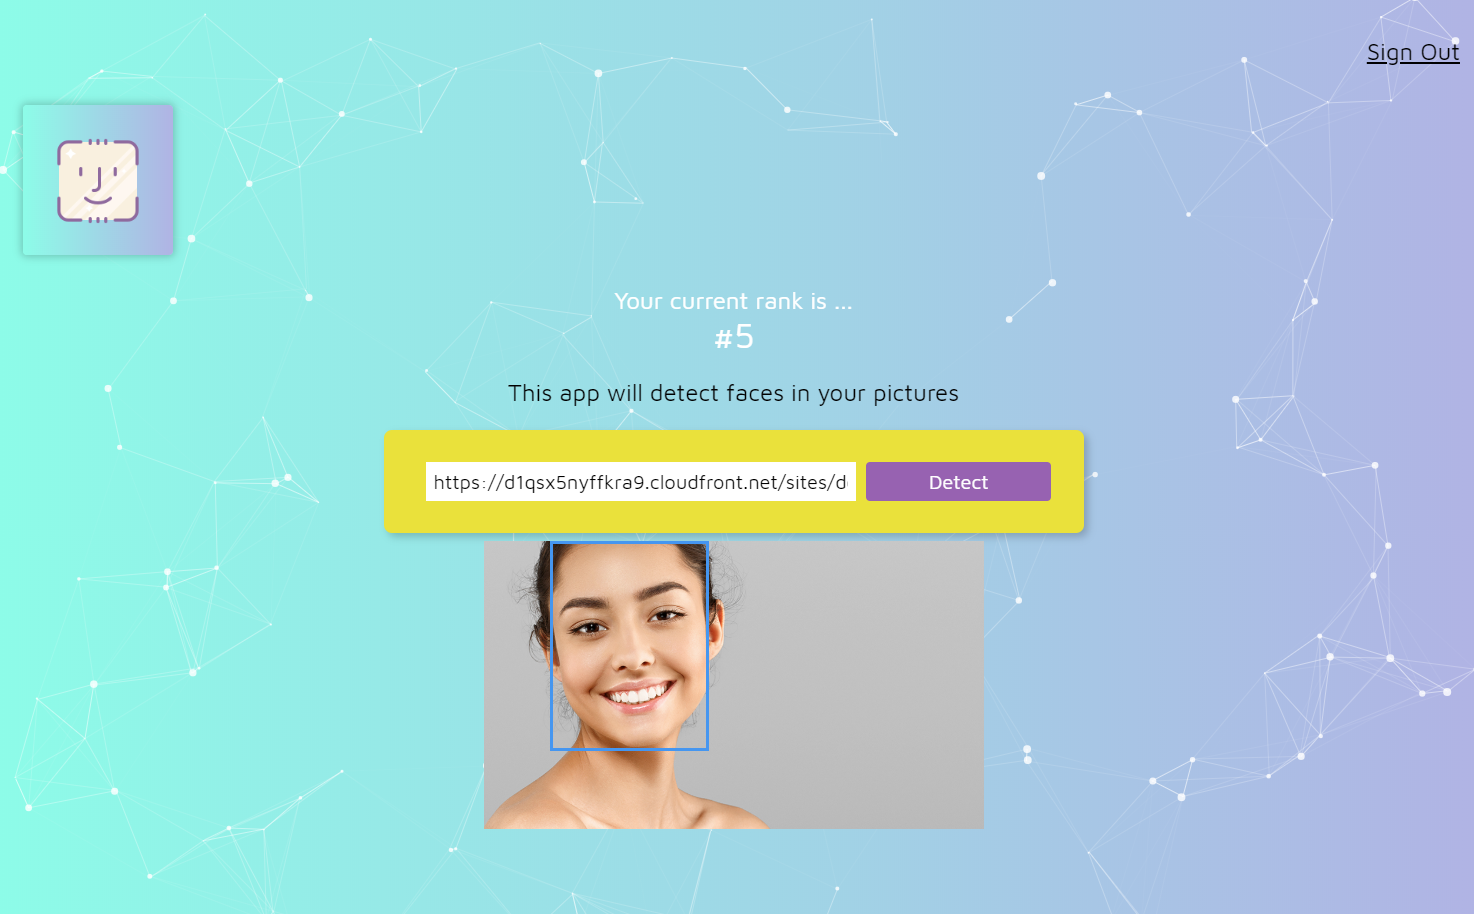 Sign Out
Your current rank is ...
#5
This app will detect faces in your pictures
https://d1qsx5nyffkra9.cloudfront.net/sites/d
Detect